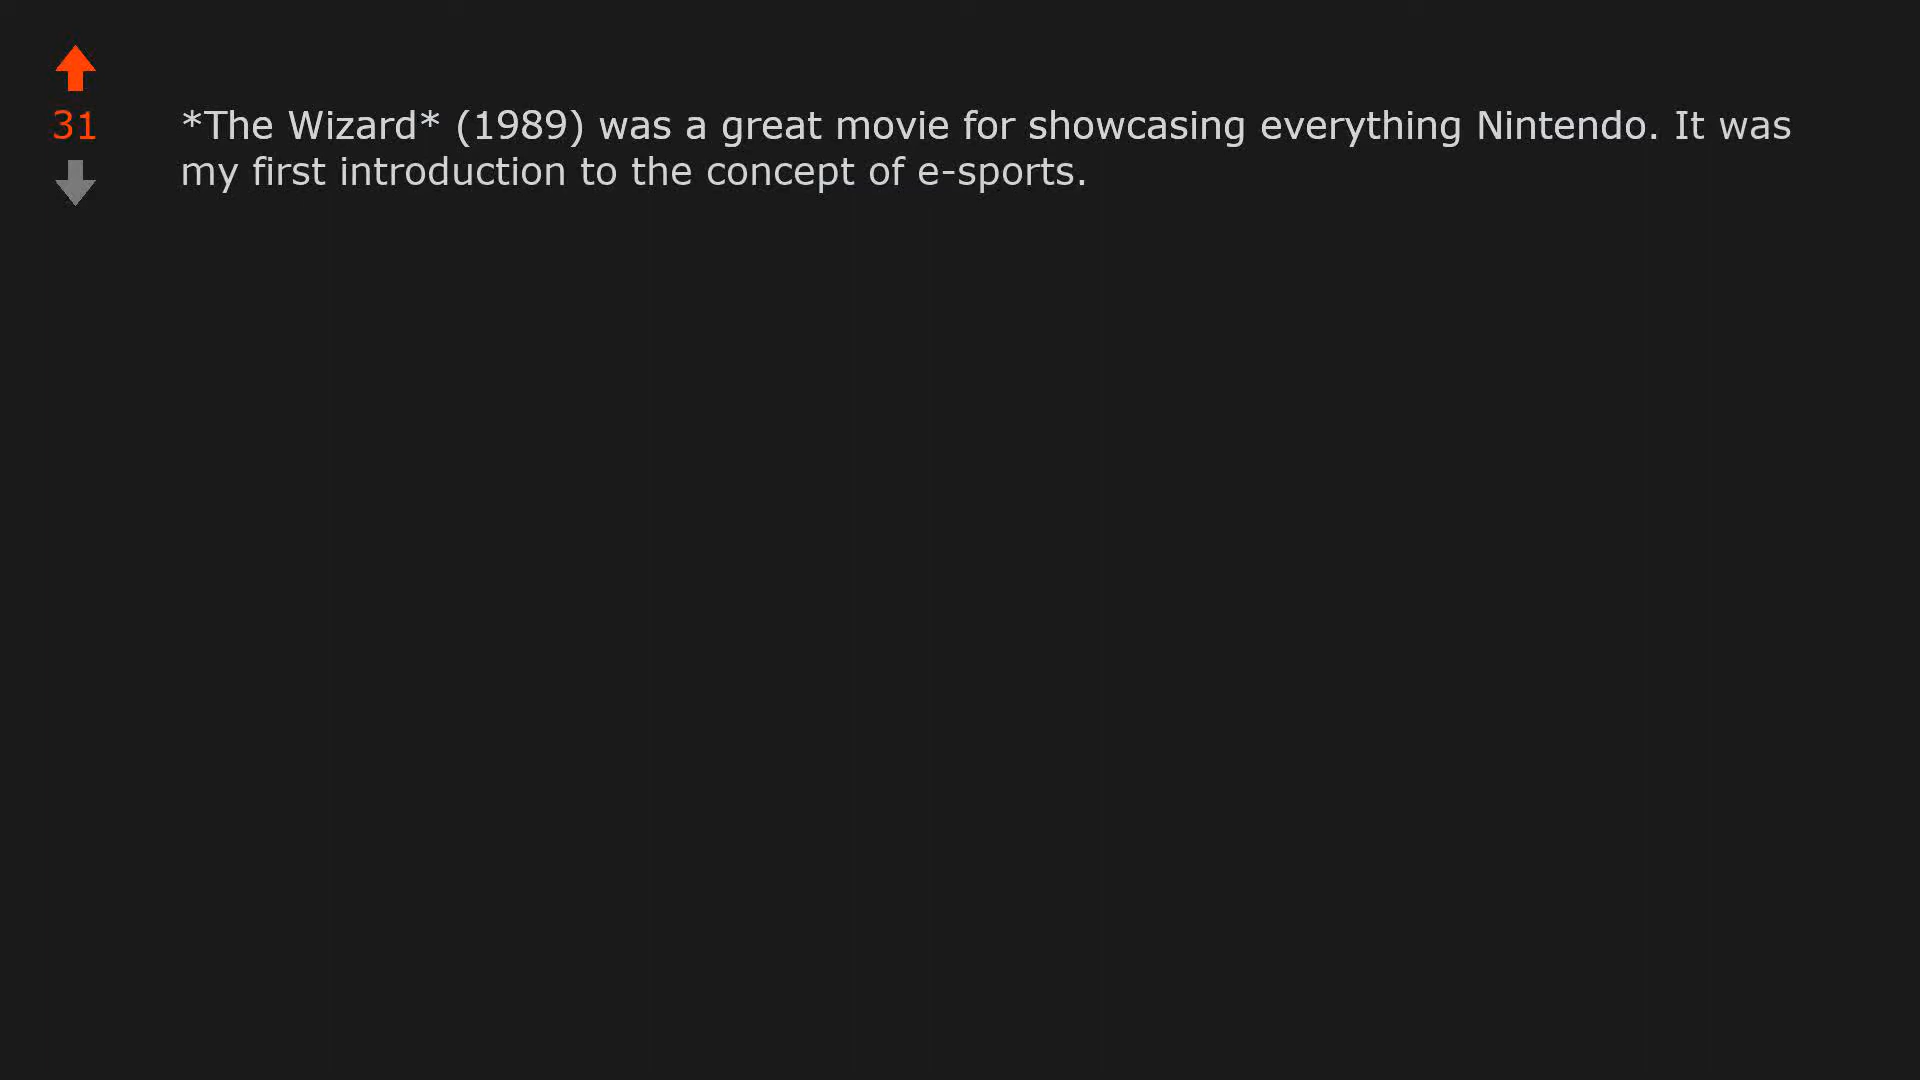 31
*The Wizard* (1989) was a great movie for showcasing everything Nintendo. It was
my first introduction to the concept of e-sports.